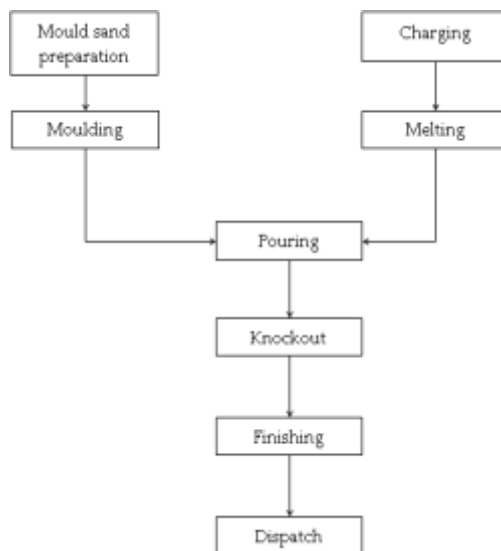 Mould sand
preparation
Charging
Moulding
Melting
Pouring
Knockout
Finishing
Dispatch